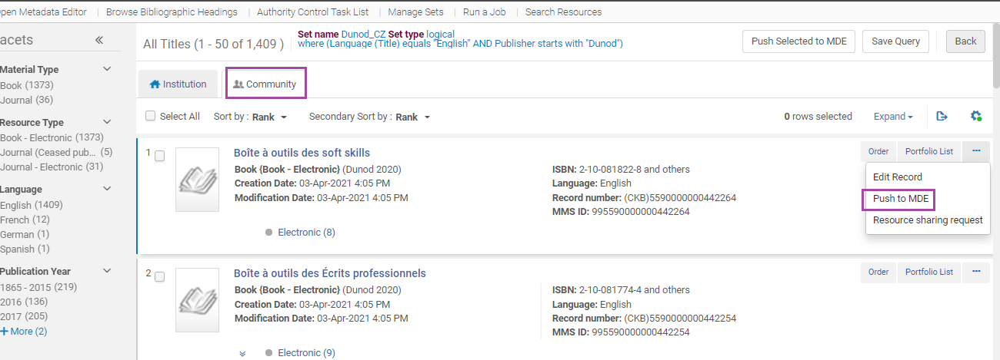 pen Metadata Editor | Browse Bibliographic Headings | Authority Control Task List | Manage Sets | Run a Job | Search Resources
acets
Material Type
Book (1373)
Journal (36)
Resource Type
Book - Electronic (1373)
Journal (Ceased pub... (5)
Journal - Electronic (31)
Language
English (1409)
French (12)
German (1)
Spanish (1)
Publication Year
1865 - 2015 (219)
2016 (136)
2017 (205)
+ More (2)
All Titles (1 - 50 of 1,409 )
Set name Dunod_CZ Set type logical
where (Language (Title) equals "English" AND Publisher starts with "Dunod")
Push Selected to MDE
Save Query
Back
Institution
Community
Select All
Sort by : Rank
Secondary Sort by : Rank
0 rows selected
Expand
1
Boîte à outils des soft skills
Book {Book - Electronic} (Dunod 2020)
Creation Date: 03-Apr-2021 4:05 PM
Modification Date: 03-Apr-2021 4:05 PM
ISBN: 2-10-081822-8 and others
Language: English
Record number: (CKB)5590000000442264
MMS ID: 995590000000442264
Electronic (8)
Order
Portfolio List
...
Edit Record
Push to MDE
Resource sharing request
2
Boîte à outils des Écrits professionnels
Book {Book - Electronic} (Dunod 2020)
Creation Date: 03-Apr-2021 4:05 PM
Modification Date: 03-Apr-2021 4:05 PM
ISBN: 2-10-081774-4 and others
Language: English
Record number: (CKB)5590000000442254
MMS ID: 995590000000442254
Electronic (9)
Order
Portfolio List
...